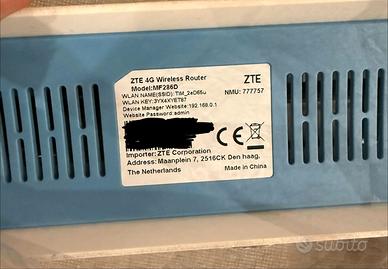 ZTE 4G Wireless Router
ZTE
Model:MF286D
WLAN NAME(SSID): TIM_2eD65u
NMU: 777757
WLAN KEY:3YX4XYET87
Device Manager Website:192.168.0.1
Website Password:admin
Importer: ZTE Corporation
Address: Maanplein 7, 2516CK Den haag,
The Netherlands
Made in China
subito